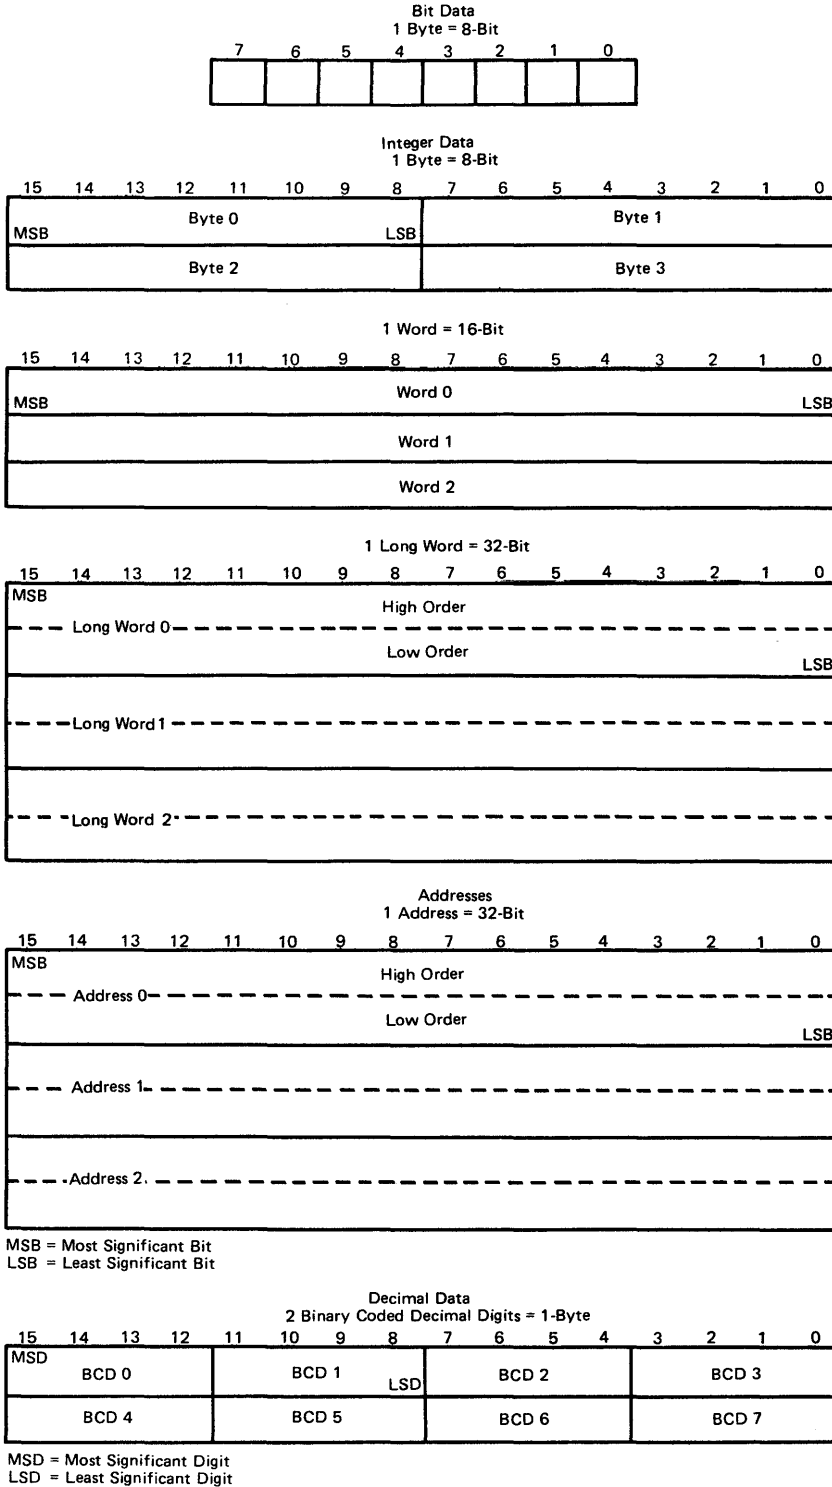 Bit Data
1 Byte = 8-Bit
7 6 5 4 3 2 1 0
Integer Data
1 Byte = 8-Bit
15 14 13 12 11 10 9 8 7 6 5 4 3 2 1 0
Byte 0 Byte 1
MSB LSB
Byte 2 Byte 3
1 Word = 16-Bit
15 14 13 12 11 10 9 8 7 6 5 4 3 2 1 0
Word 0
MSB LSB
Word 1
Word 2
1 Long Word = 32-Bit
15 14 13 12 11 10 9 8 7 6 5 4 3 2 1 0
MSB
High Order
Long Word 0
Low Order
LSB
Long Word 1
Long Word 2
Addresses
1 Address = 32-Bit
15 14 13 12 11 10 9 8 7 6 5 4 3 2 1 0
MSB
High Order
Address 0
Low Order
LSB
Address 1
Address 2
MSB = Most Significant Bit
LSB = Least Significant Bit
Decimal Data
2 Binary Coded Decimal Digits = 1-Byte
15 14 13 12 11 10 9 8 7 6 5 4 3 2 1 0
MSD
BCD 0 BCD 1 BCD 2 BCD 3
LSD
BCD 4 BCD 5 BCD 6 BCD 7
MSD = Most Significant Digit
LSD = Least Significant Digit